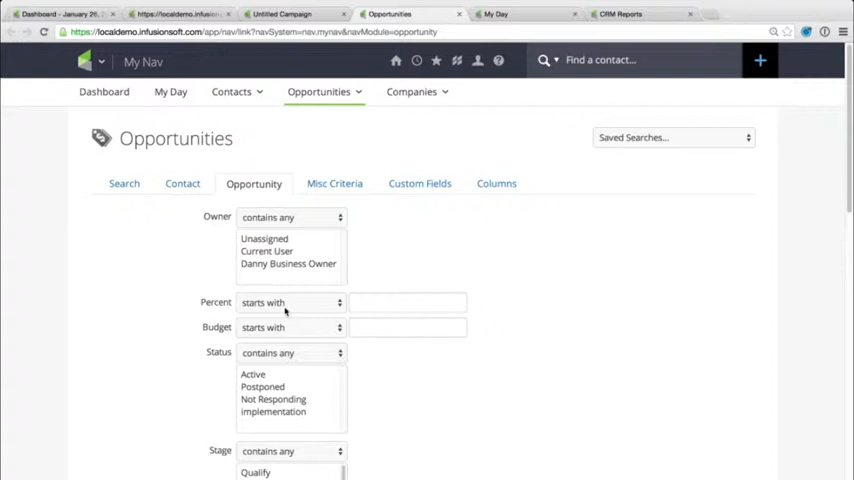 Dashboard - January 26, https://localdemo.infusion Untitled Campaign Opportunities My Day CRM Reports
https://localdemo.infusionsoft.com/app/nav/link?navSystem=nav.mynav&navModule=opportunity
My Nav Find a contact...
Dashboard My Day Contacts Opportunities Companies
Opportunities Saved Searches...
Search Contact Opportunity Misc Criteria Custom Fields Columns
Owner contains any
Unassigned
Current User
Danny Business Owner
Percent starts with
Budget starts with
Status contains any
Active
Postponed
Not Responding
implementation
Stage contains any
Qualify